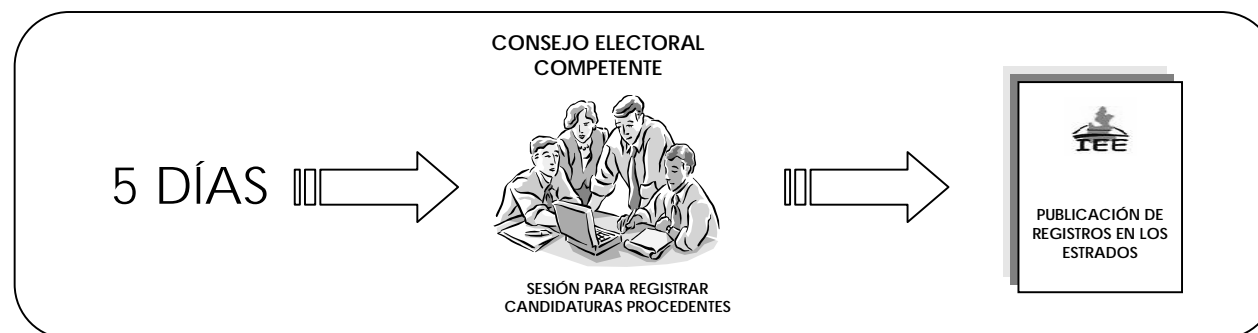 CONSEJO ELECTORAL
COMPETENTE
5 DÍAS
SESIÓN PARA REGISTRAR
CANDIDATURAS PROCEDENTES
IEE
PUBLICACIÓN DE
REGISTROS EN LOS
ESTRADOS